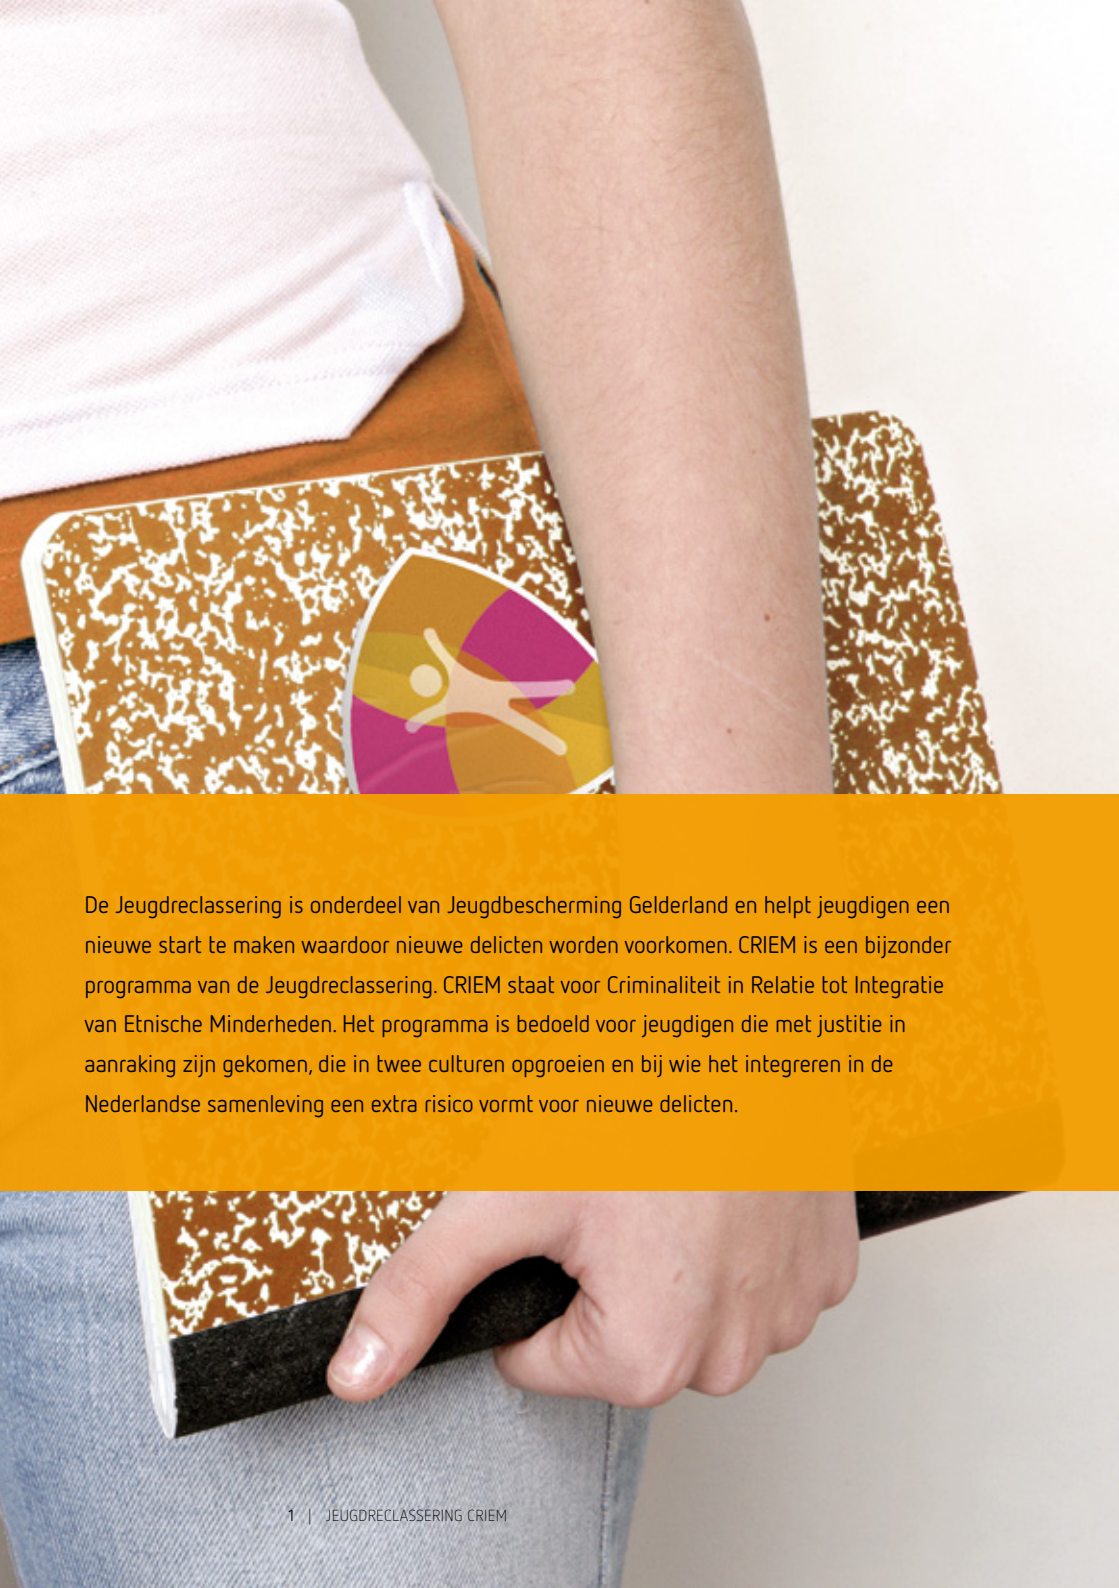 De Jeugdreclassering is onderdeel van Jeugdbescherming Gelderland en helpt jeugdigen een
nieuwe start te maken waardoor nieuwe delicten worden voorkomen. CRIEM is een bijzonder
programma van de Jeugdreclassering. CRIEM staat voor Criminaliteit in Relatie tot Integratie
van Etnische Minderheden. Het programma is bedoeld voor jeugdigen die met justitie in
aanraking zijn gekomen, die in twee culturen opgroeien en bij wie het integreren in de
Nederlandse samenleving een extra risico vormt voor nieuwe delicten.
1 | JEUGDRECLASSERING CRIEM